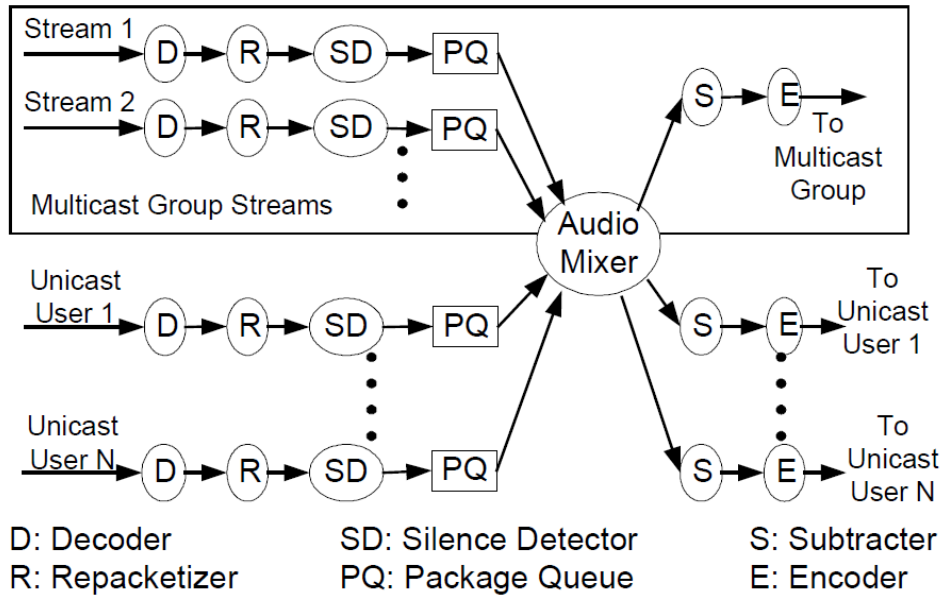 Stream 1
D R SD PQ
Stream 2
D R SD PQ
S E
To
Multicast
Group
Multicast Group Streams
Audio
Mixer
Unicast
User 1
D R SD PQ
S E
To
Unicast
User 1
Unicast
User N
D R SD PQ
S E
To
Unicast
User N
D: Decoder SD: Silence Detector S: Subtracter
R: Repacketizer PQ: Package Queue E: Encoder